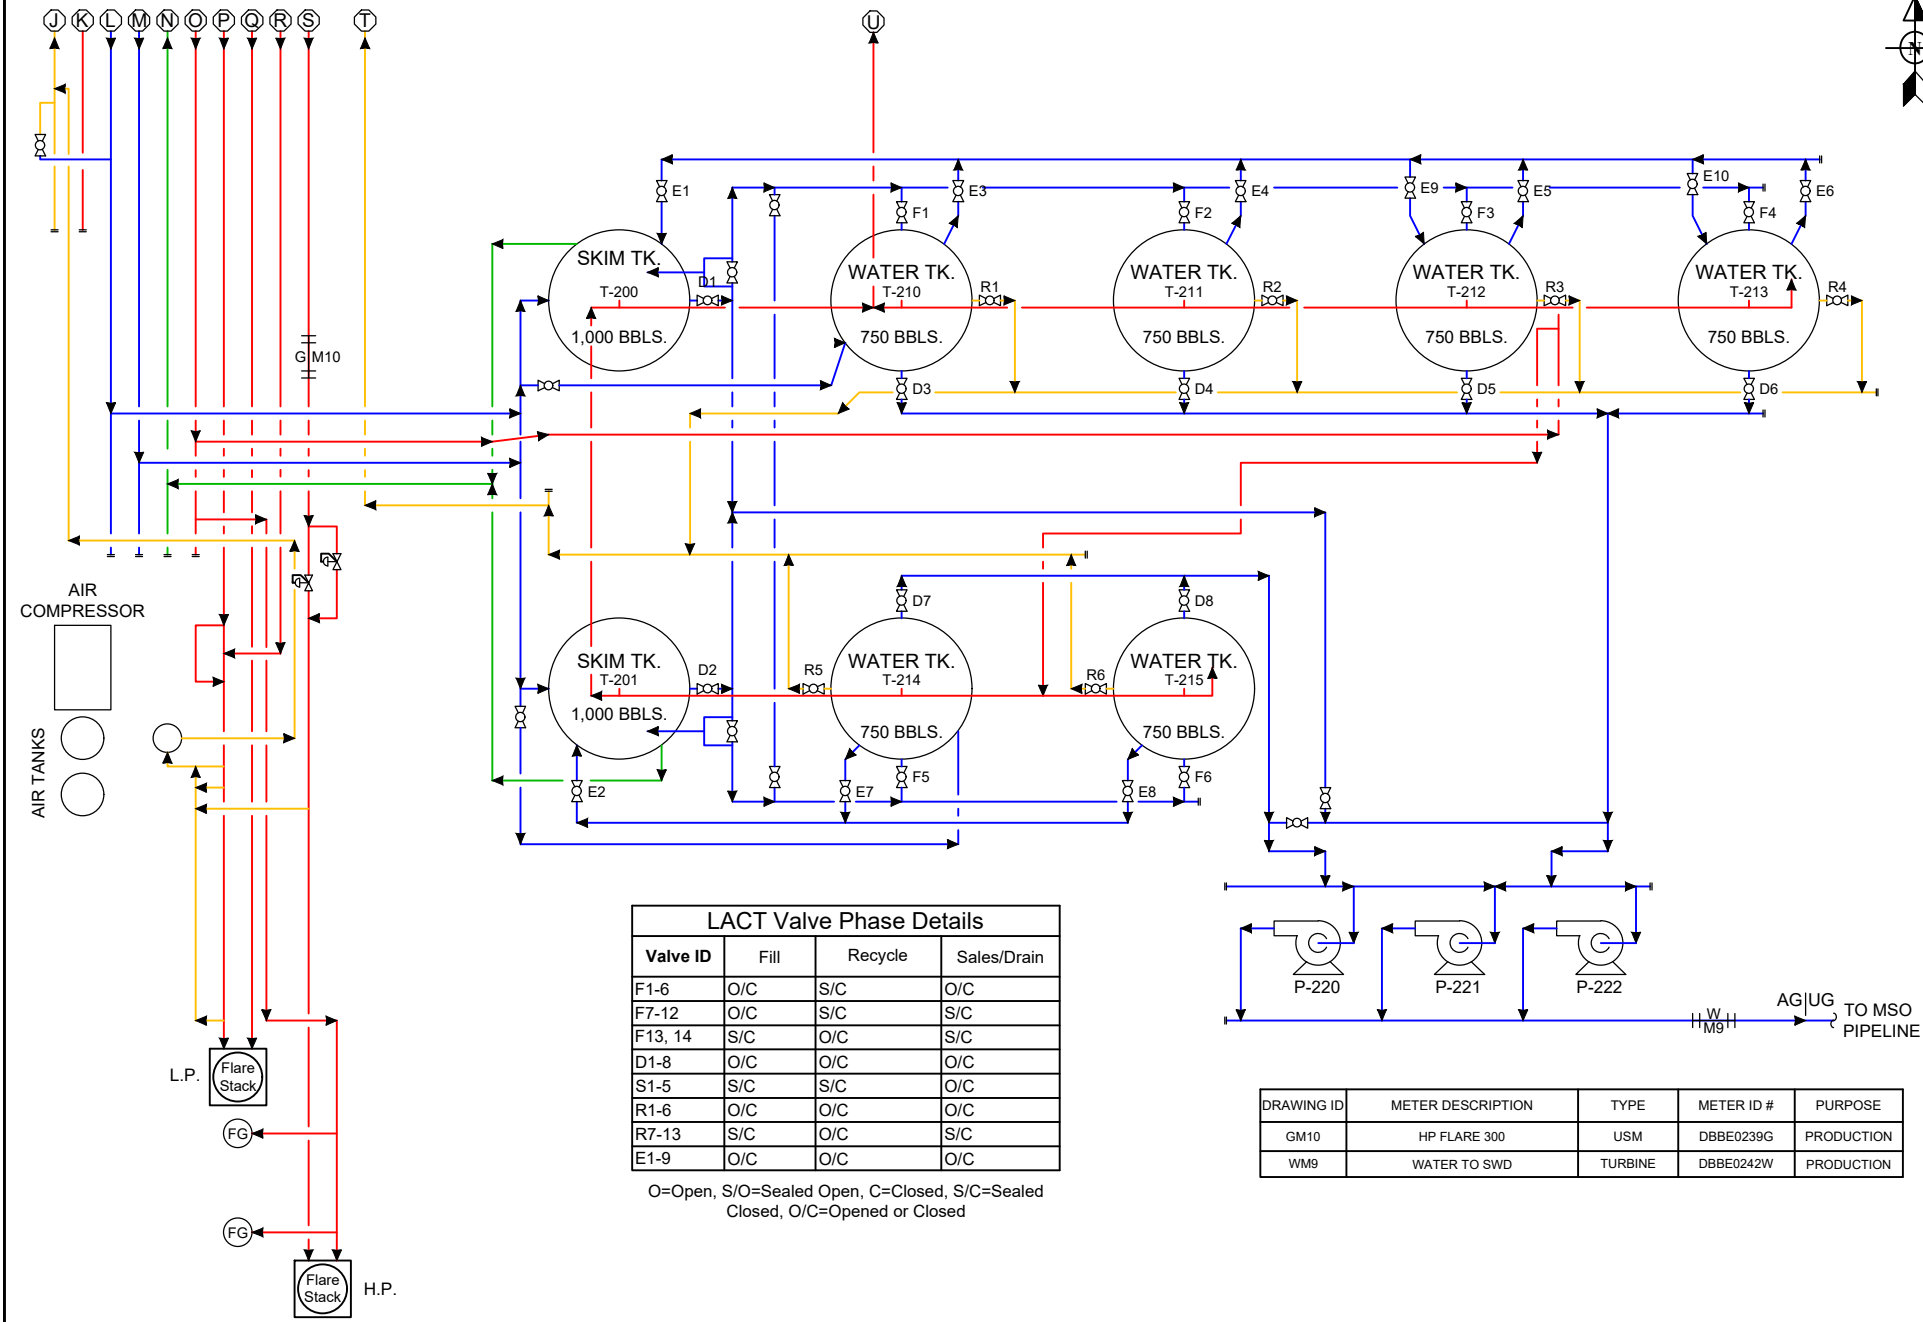 J K L M N O P Q R S T U
N
E1 E3 E4 E9 E5 E10 E6
F1 F2 F3 F4
SKIM TK.
T-200
1,000 BBLS.
D1
WATER TK.
T-210
750 BBLS.
R1
WATER TK.
T-211
750 BBLS.
R2
WATER TK.
T-212
750 BBLS.
R3
WATER TK.
T-213
750 BBLS.
R4
G M10
D3 D4 D5 D6
AIR
COMPRESSOR
AIR TANKS
D7 D8
SKIM TK.
T-201
1,000 BBLS.
D2
R5
WATER TK.
T-214
750 BBLS.
R6
WATER TK.
T-215
750 BBLS.
E2 E7 F5 E8 F6
LACT Valve Phase Details
Valve ID Fill Recycle Sales/Drain
F1-6 O/C S/C O/C
F7-12 O/C S/C S/C
F13, 14 S/C O/C S/C
D1-8 O/C O/C O/C
S1-5 S/C S/C O/C
R1-6 O/C O/C O/C
R7-13 S/C O/C S/C
E1-9 O/C O/C O/C
O=Open, S/O=Sealed Open, C=Closed, S/C=Sealed
Closed, O/C=Opened or Closed
P-220 P-221 P-222
W
M9
AG UG
TO MSO
PIPELINE
DRAWING ID METER DESCRIPTION TYPE METER ID # PURPOSE
GM10 HP FLARE 300 USM DBBE0239G PRODUCTION
WM9 WATER TO SWD TURBINE DBBE0242W PRODUCTION
L.P.
Flare
Stack
FG
FG
Flare
Stack
H.P.